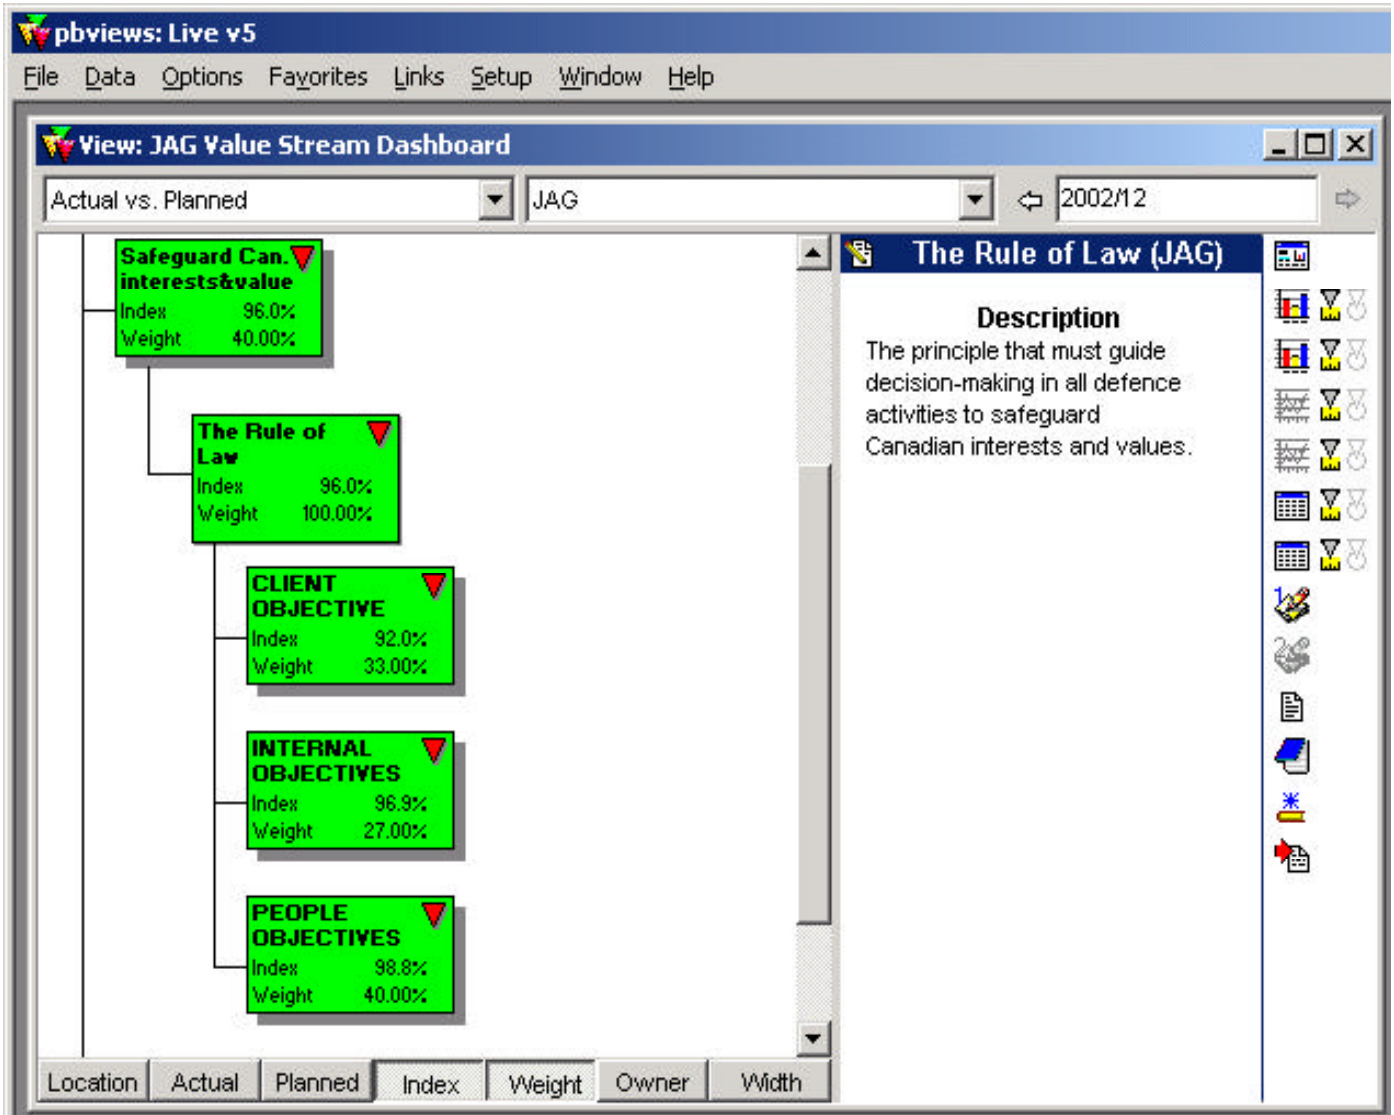 pbviews: Live v5
File Data Options Favorites Links Setup Window Help
View: JAG Value Stream Dashboard
Actual vs. Planned JAG 2002/12
Safeguard Can.
interests&value
Index 96.0%
Weight 40.00%
The Rule of
Law
Index 96.0%
Weight 100.00%
CLIENT
OBJECTIVE
Index 92.0%
Weight 33.00%
INTERNAL
OBJECTIVES
Index 96.9%
Weight 27.00%
PEOPLE
OBJECTIVES
Index 98.8%
Weight 40.00%
The Rule of Law (JAG)
Description
The principle that must guide
decision-making in all defence
activities to safeguard
Canadian interests and values.
Location Actual Planned Index Weight Owner Width